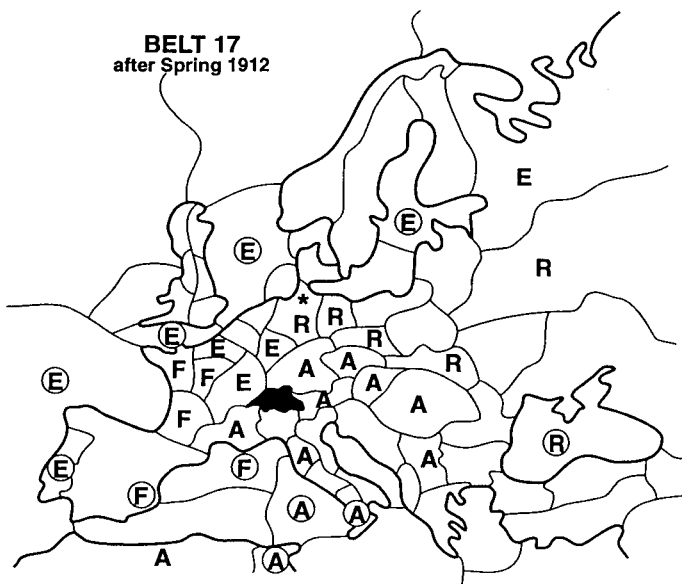 BELT 17
after Spring 1912
E
E
E
R
*
R R
E R
E E
F A A R
E F E A
A A
F A
R
A A
E F
F
A A
A A